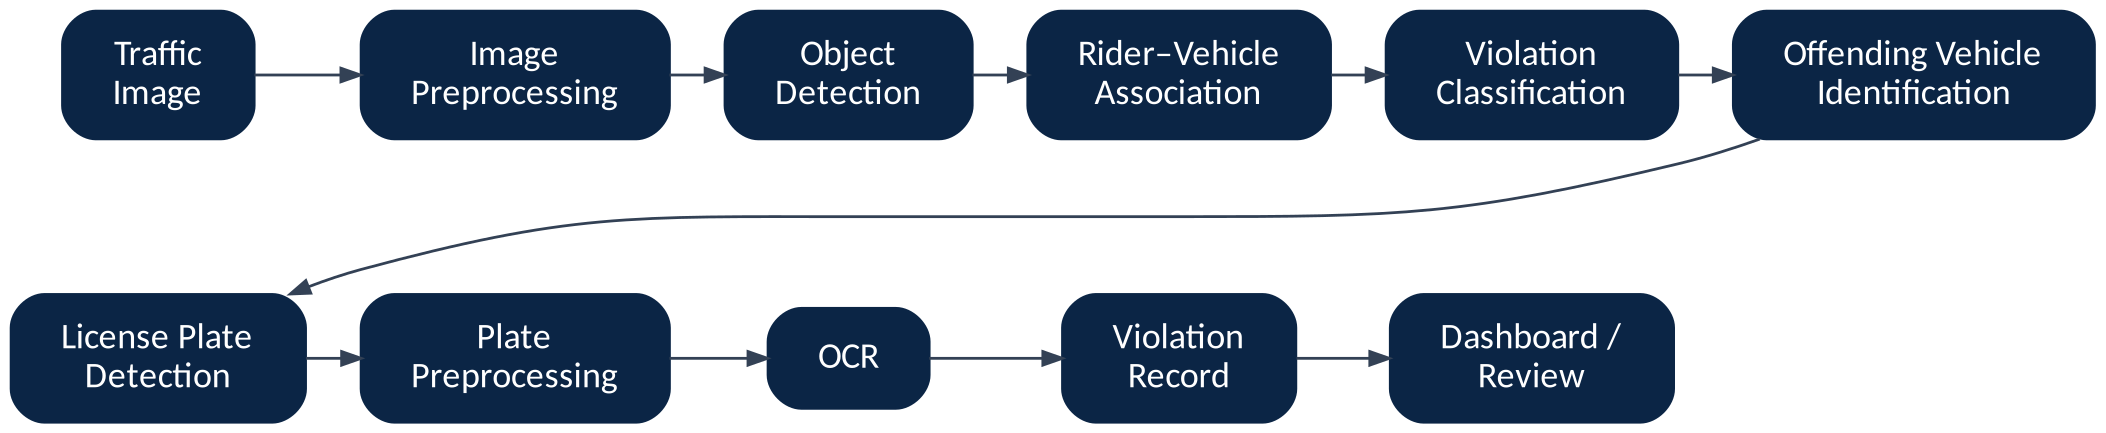 Traffic
Image
Image
Preprocessing
Object
Detection
Rider–Vehicle
Association
Violation
Classification
Offending Vehicle
Identification
License Plate
Detection
Plate
Preprocessing
OCR
Violation
Record
Dashboard /
Review